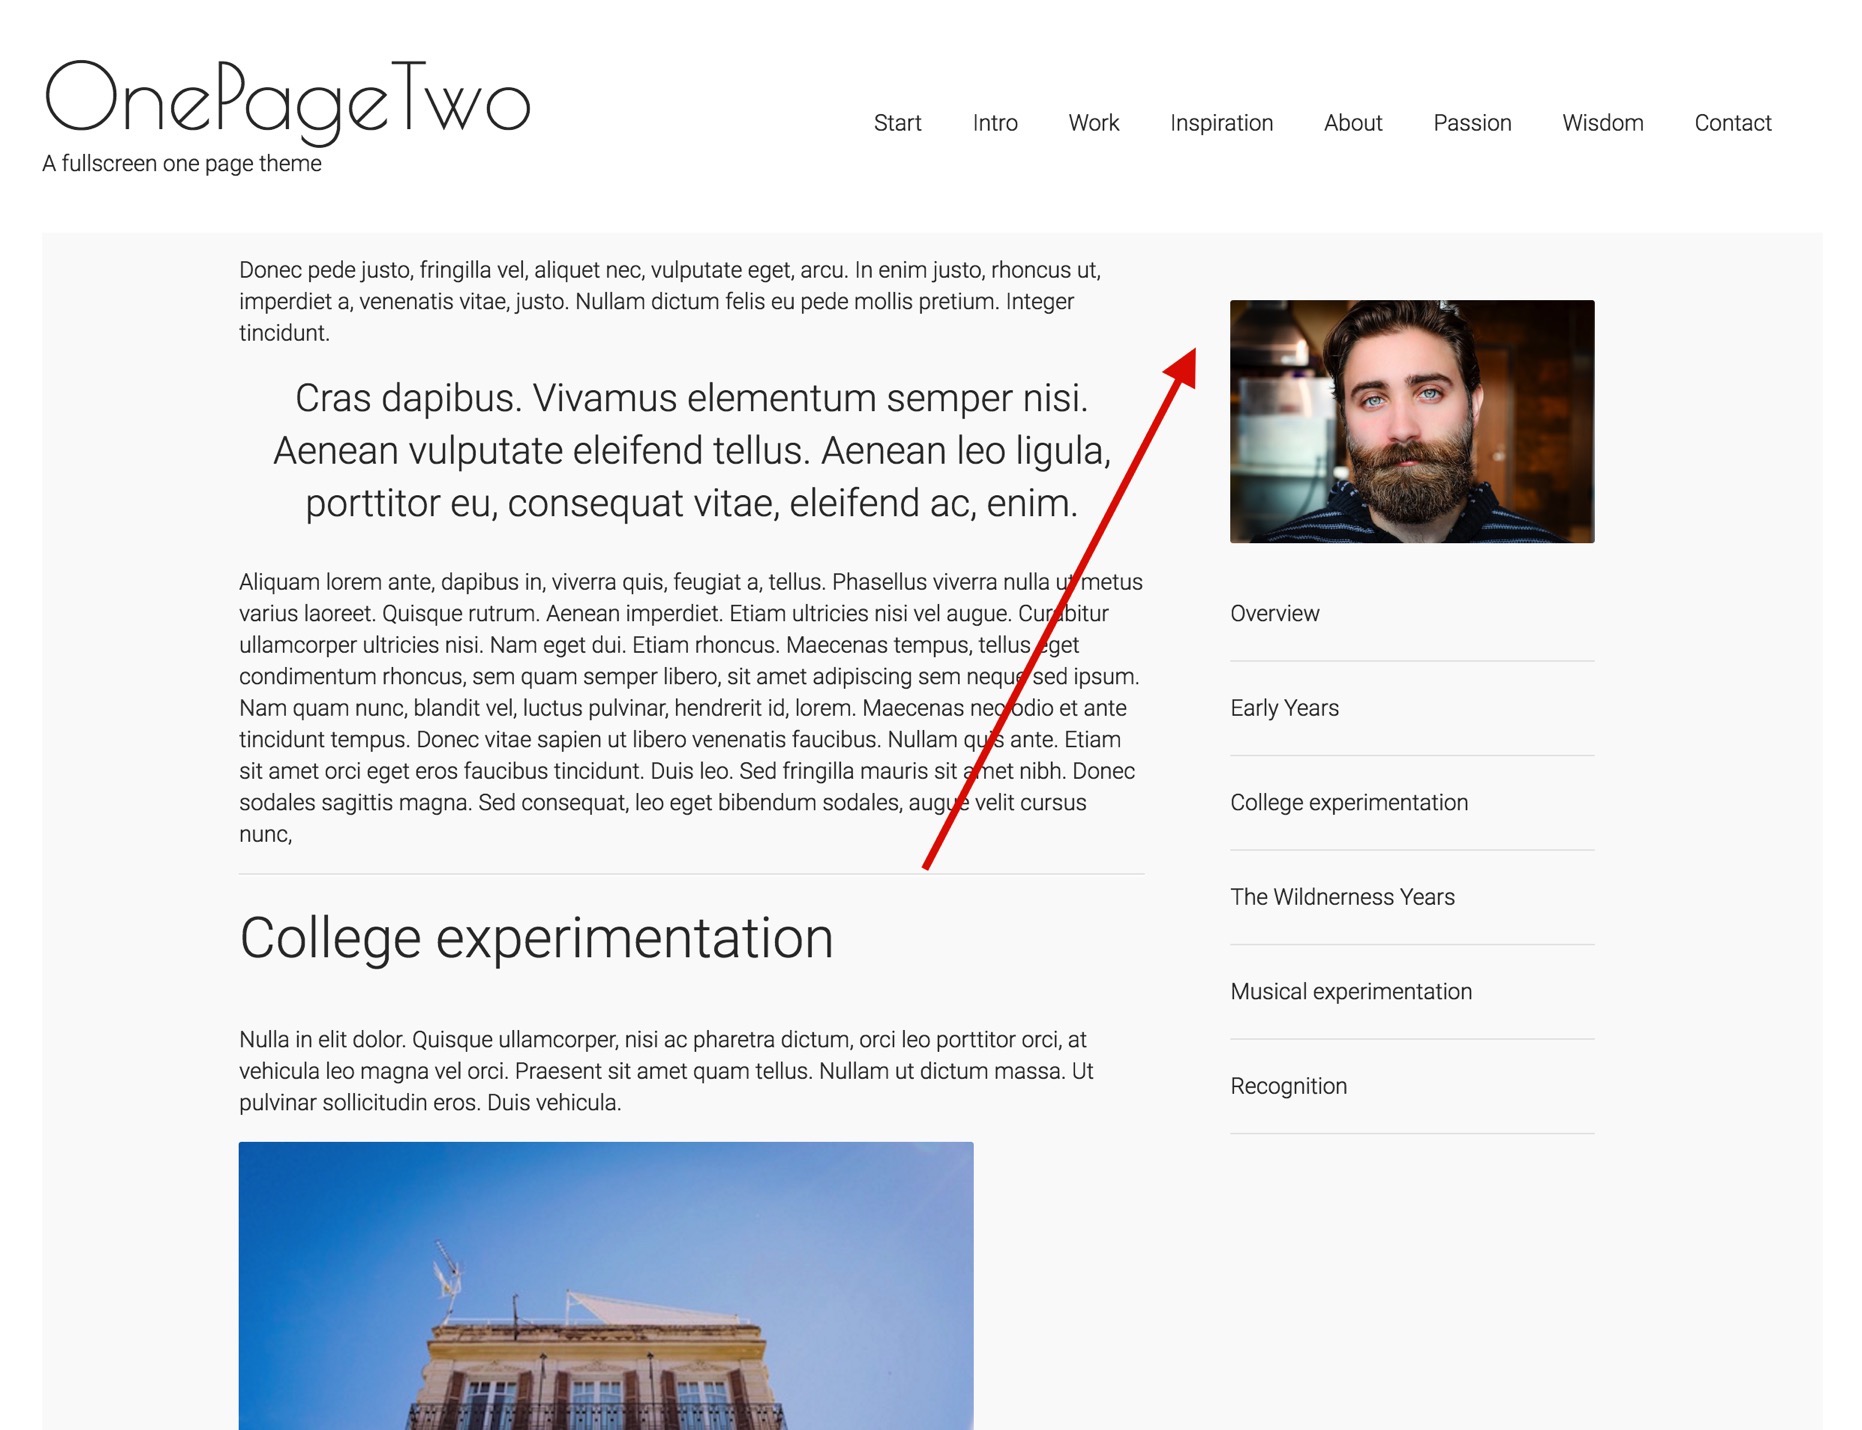 OnePageTwo
A fullscreen one page theme
Start Intro Work Inspiration About Passion Wisdom Contact
Donec pede justo, fringilla vel, aliquet nec, vulputate eget, arcu. In enim justo, rhoncus ut,
imperdiet a, venenatis vitae, justo. Nullam dictum felis eu pede mollis pretium. Integer
tincidunt.
Cras dapibus. Vivamus elementum semper nisi.
Aenean vulputate eleifend tellus. Aenean leo ligula,
porttitor eu, consequat vitae, eleifend ac, enim.
Aliquam lorem ante, dapibus in, viverra quis, feugiat a, tellus. Phasellus viverra nulla ut metus
varius laoreet. Quisque rutrum. Aenean imperdiet. Etiam ultricies nisi vel augue. Curabitur
ullamcorper ultricies nisi. Nam eget dui. Etiam rhoncus. Maecenas tempus, tellus eget
condimentum rhoncus, sem quam semper libero, sit amet adipiscing sem neque sed ipsum.
Nam quam nunc, blandit vel, luctus pulvinar, hendrerit id, lorem. Maecenas nec odio et ante
tincidunt tempus. Donec vitae sapien ut libero venenatis faucibus. Nullam quis ante. Etiam
sit amet orci eget eros faucibus tincidunt. Duis leo. Sed fringilla mauris sit amet nibh. Donec
sodales sagittis magna. Sed consequat, leo eget bibendum sodales, augue velit cursus
nunc,
College experimentation
Nulla in elit dolor. Quisque ullamcorper, nisi ac pharetra dictum, orci leo porttitor orci, at
vehicula leo magna vel orci. Praesent sit amet quam tellus. Nullam ut dictum massa. Ut
pulvinar sollicitudin eros. Duis vehicula.
Overview
Early Years
College experimentation
The Wildnerness Years
Musical experimentation
Recognition